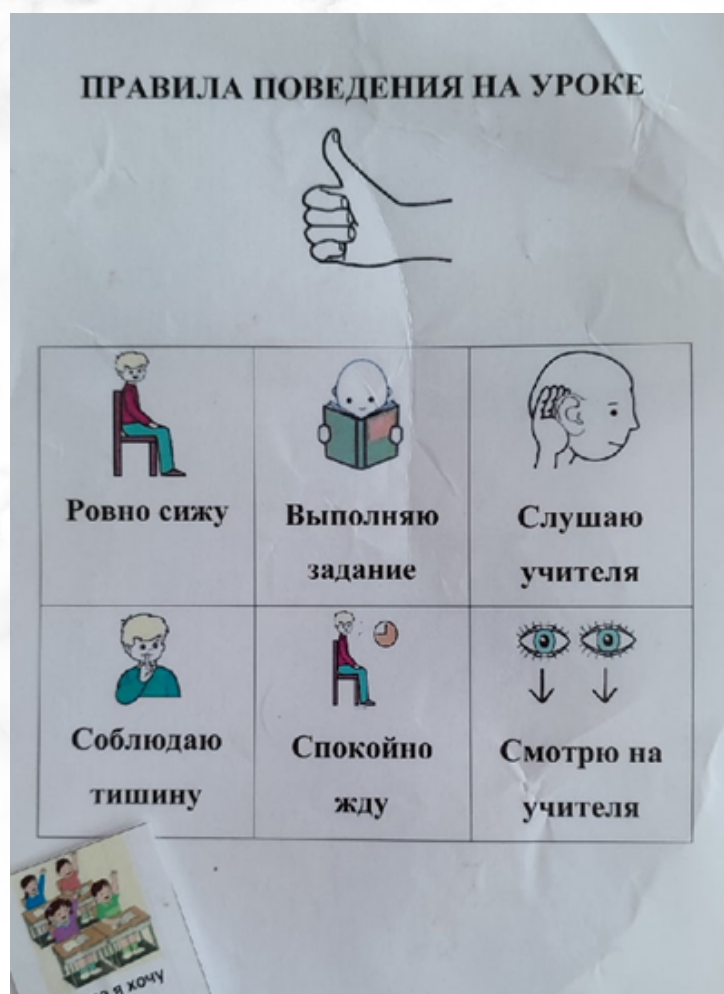 ПРАВИЛА ПОВЕДЕНИЯ НА УРОКЕ
Ровно сижу
Выполняю
задание
Слушаю
учителя
Соблюдаю
тишину
Спокойно
жду
Смотрю на
учителя
я хочу